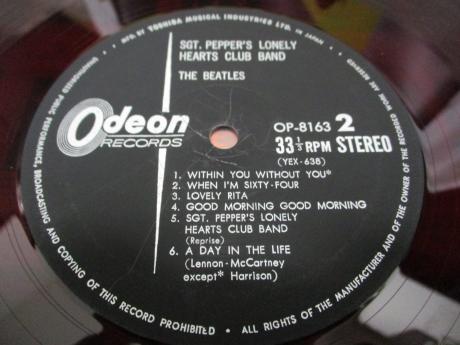 MFD. BY TOSHIBA MUSICAL INDUSTRIES LTD. IN JAPAN
SGT. PEPPER'S LONELY
HEARTS CLUB BAND
THE BEATLES
Odeon
RECORDS
OP-8163 2
33⅓ RPM STEREO
(YEX-638)
1. WITHIN YOU WITHOUT YOU*
2. WHEN I'M SIXTY-FOUR
3. LOVELY RITA
4. GOOD MORNING GOOD MORNING
5. SGT. PEPPER'S LONELY
HEARTS CLUB BAND
(Reprise)
6. A DAY IN THE LIFE
(Lennon-McCartney
except* Harrison)
ALL RIGHTS OF THE MANUFACTURER AND OF THE OWNER OF THE RECORDED WORK RESERVED
UNAUTHORIZED PUBLIC PERFORMANCE, BROADCASTING AND COPYING OF THIS RECORD PROHIBITED •